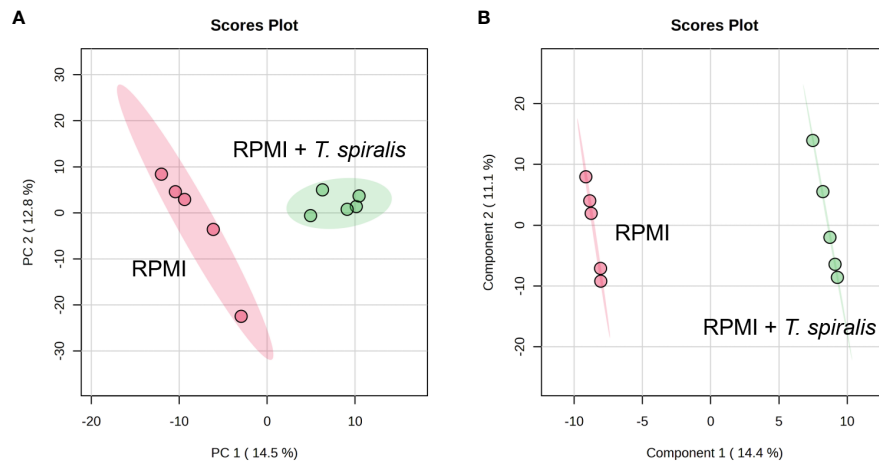 A
Scores Plot
30
20
10
0
-10
-20
-30
PC 2 ( 12.8 %)
RPMI + T. spiralis
RPMI
-20
-10
0
10
PC 1 ( 14.5 %)
B
Scores Plot
20
10
0
-10
-20
Component 2 ( 11.1 %)
RPMI
RPMI + T. spiralis
-10
-5
0
5
10
Component 1 ( 14.4 %)